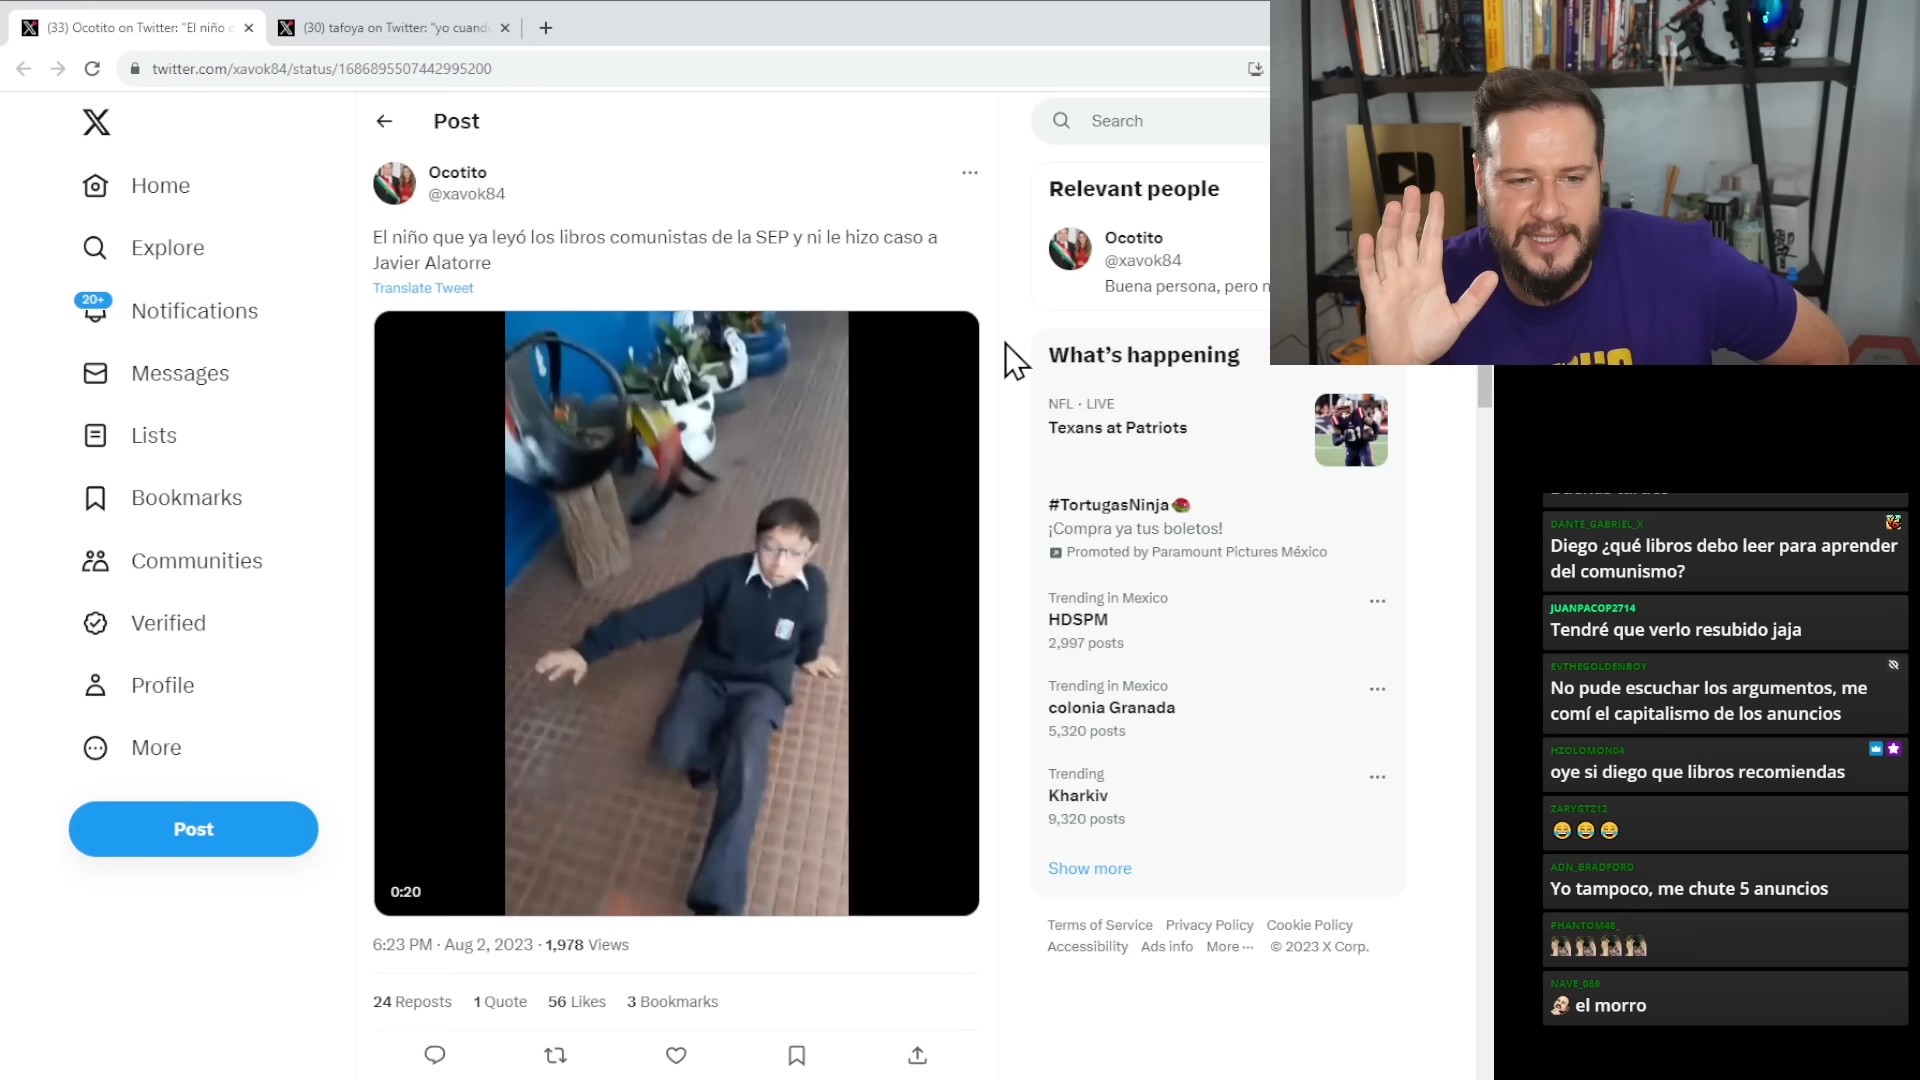 (33) Ocotito on Twitter: "El niño
(30) tafoya on Twitter: "yo cuand
twitter.com/xavok84/status/1686895507442995200
Home
Explore
20+
Notifications
Messages
Lists
Bookmarks
Communities
Verified
Profile
More
Post
Post
Ocotito
@xavok84
El niño que ya leyó los libros comunistas de la SEP y ni le hizo caso a
Javier Alatorre
Translate Tweet
0:20
6:23 PM · Aug 2, 2023 · 1,978 Views
24 Reposts 1 Quote 56 Likes 3 Bookmarks
Search
Relevant people
Ocotito
@xavok84
Buena persona, pero n
What's happening
NFL · LIVE
Texans at Patriots
#TortugasNinja
¡Compra ya tus boletos!
Promoted by Paramount Pictures México
Trending in Mexico
HDSPM
2,997 posts
Trending in Mexico
colonia Granada
5,320 posts
Trending
Kharkiv
9,320 posts
Show more
Terms of Service Privacy Policy Cookie Policy
Accessibility Ads info More ··· © 2023 X Corp.
DANTE_GABRIEL_X
Diego ¿qué libros debo leer para aprender
del comunismo?
JUANPACOP2714
Tendré que verlo resubido jaja
EVTHEGOLDENBOY
No pude escuchar los argumentos, me
comí el capitalismo de los anuncios
HZOLOMON04
oye si diego que libros recomiendas
ZARYGTZ12
😂 😂 😂
ADN_BRADFORD
Yo tampoco, me chute 5 anuncios
PHANTOM48_
NAVE_089
el morro